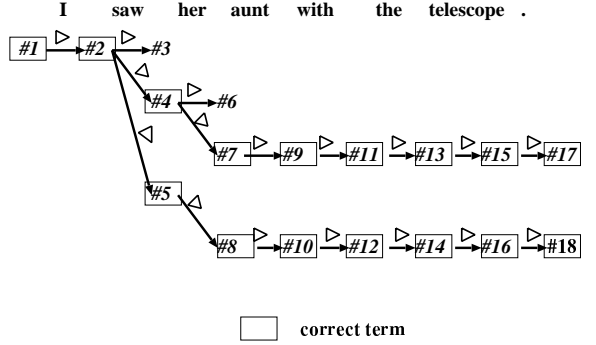 I saw her aunt with the telescope .
#1 #2 #3
#4 #6
#7 #9 #11 #13 #15 #17
#5
#8 #10 #12 #14 #16 #18
correct term